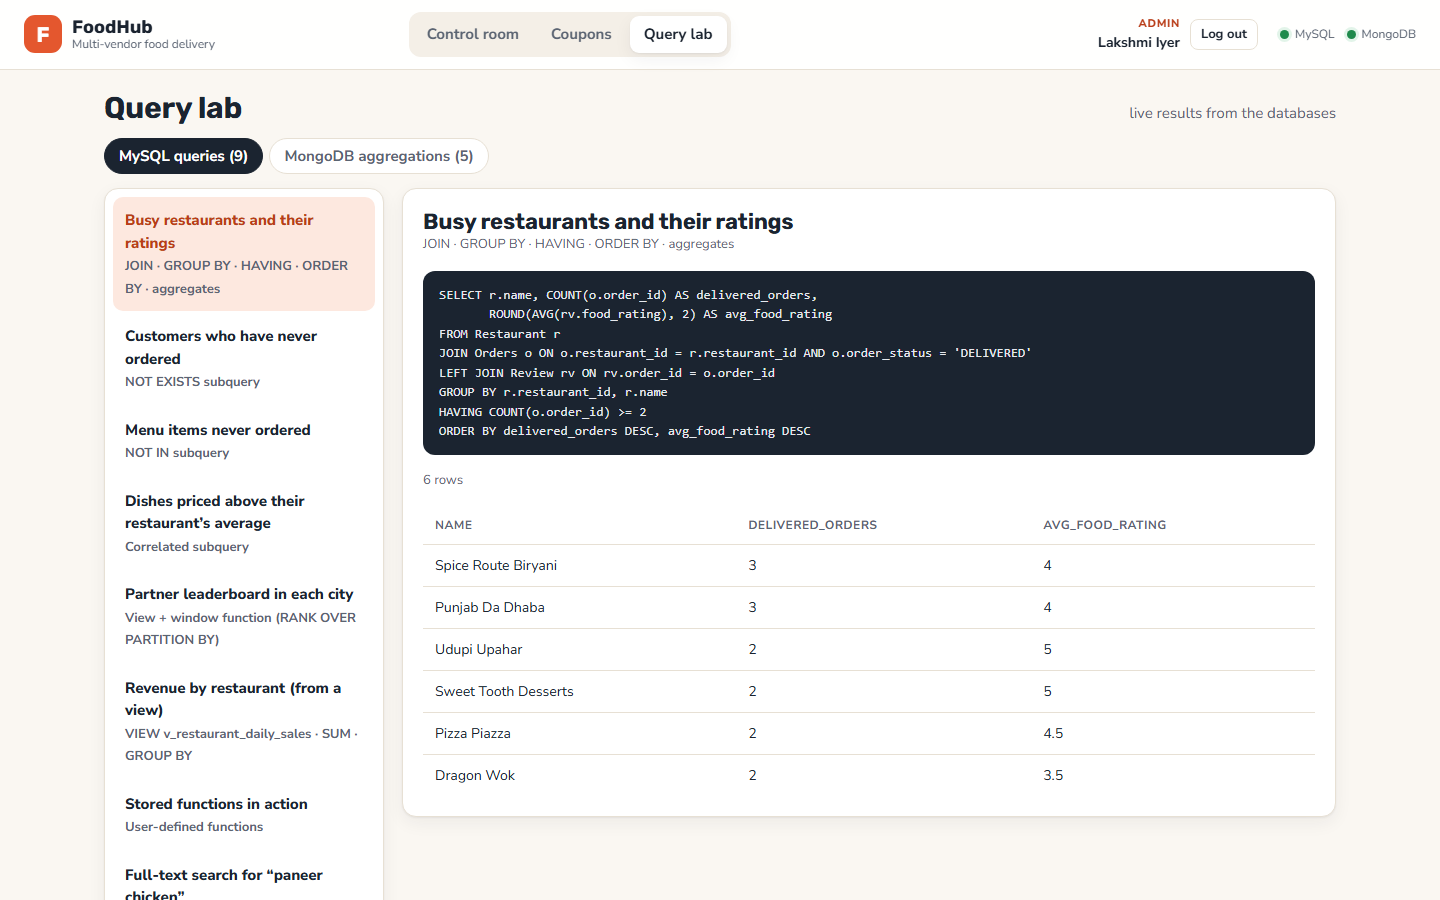 F
FoodHub
Multi-vendor food delivery
Control room
Coupons
Query lab
ADMIN
Lakshmi Iyer
Log out
MySQL
MongoDB
Query lab
live results from the databases
MySQL queries (9)
MongoDB aggregations (5)
Busy restaurants and their
ratings
JOIN · GROUP BY · HAVING · ORDER
BY · aggregates
Customers who have never
ordered
NOT EXISTS subquery
Menu items never ordered
NOT IN subquery
Dishes priced above their
restaurant's average
Correlated subquery
Partner leaderboard in each city
View + window function (RANK OVER
PARTITION BY)
Revenue by restaurant (from a
view)
VIEW v_restaurant_daily_sales · SUM ·
GROUP BY
Stored functions in action
User-defined functions
Full-text search for “paneer
chicken”
Busy restaurants and their ratings
JOIN · GROUP BY · HAVING · ORDER BY · aggregates
SELECT r.name, COUNT(o.order_id) AS delivered_orders,
ROUND(AVG(rv.food_rating), 2) AS avg_food_rating
FROM Restaurant r
JOIN Orders o ON o.restaurant_id = r.restaurant_id AND o.order_status = 'DELIVERED'
LEFT JOIN Review rv ON rv.order_id = o.order_id
GROUP BY r.restaurant_id, r.name
HAVING COUNT(o.order_id) >= 2
ORDER BY delivered_orders DESC, avg_food_rating DESC
6 rows
NAME DELIVERED_ORDERS AVG_FOOD_RATING
Spice Route Biryani 3 4
Punjab Da Dhaba 3 4
Udupi Upahar 2 5
Sweet Tooth Desserts 2 5
Pizza Piazza 2 4.5
Dragon Wok 2 3.5